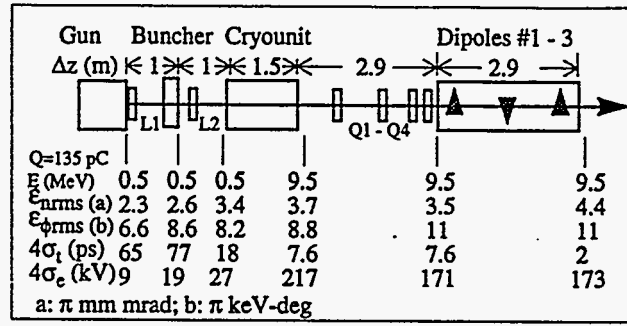 Gun Buncher Cryounit Dipoles #1 - 3
Δz (m) 1 1 1.5 2.9 2.9
L1 L2 Q1 - Q4
Q=135 pC
E (MeV) 0.5 0.5 0.5 9.5 9.5 9.5
εnrms (a) 2.3 2.6 3.4 3.7 3.5 4.4
εϕrms (b) 6.6 8.6 8.2 8.8 11 11
4σt (ps) 65 77 18 7.6 7.6 2
4σe (kV) 9 19 27 217 171 173
a: π mm mrad; b: π keV-deg